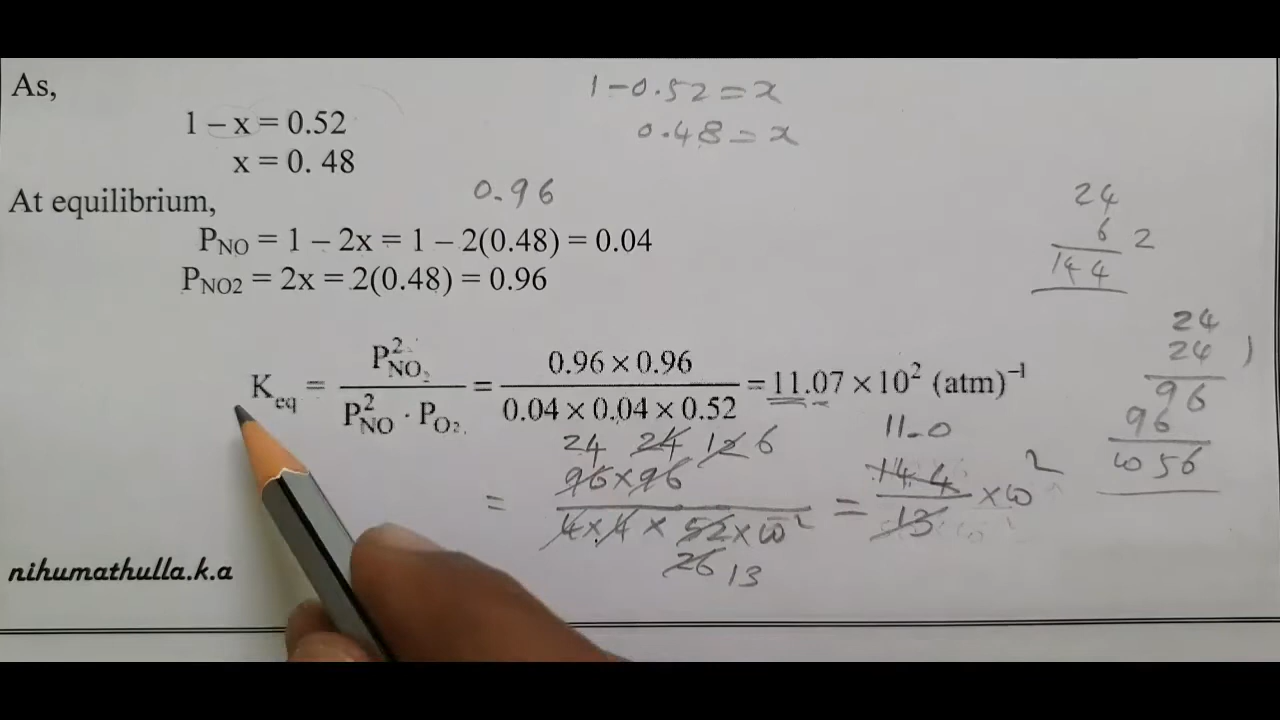 As,
1 – x = 0.52
x = 0. 48
1 – 0.52 = x
0.48 = x
At equilibrium,
0.96
P_NO = 1 – 2x = 1 – 2(0.48) = 0.04
P_NO2 = 2x = 2(0.48) = 0.96
24
6 2
144
K_eq = P²_NO₂ / P²_NO · P_O₂. = 0.96 × 0.96 / 0.04 × 0.04 × 0.52 = 11.07 × 10² (atm)⁻¹
24
24 )
96
96
1056
11.0
24 24 12 6
= 96 × 96 / 4 × 4 × 52 × 10² = 144 / 13 × 10²
26 13
nihumathulla.k.a